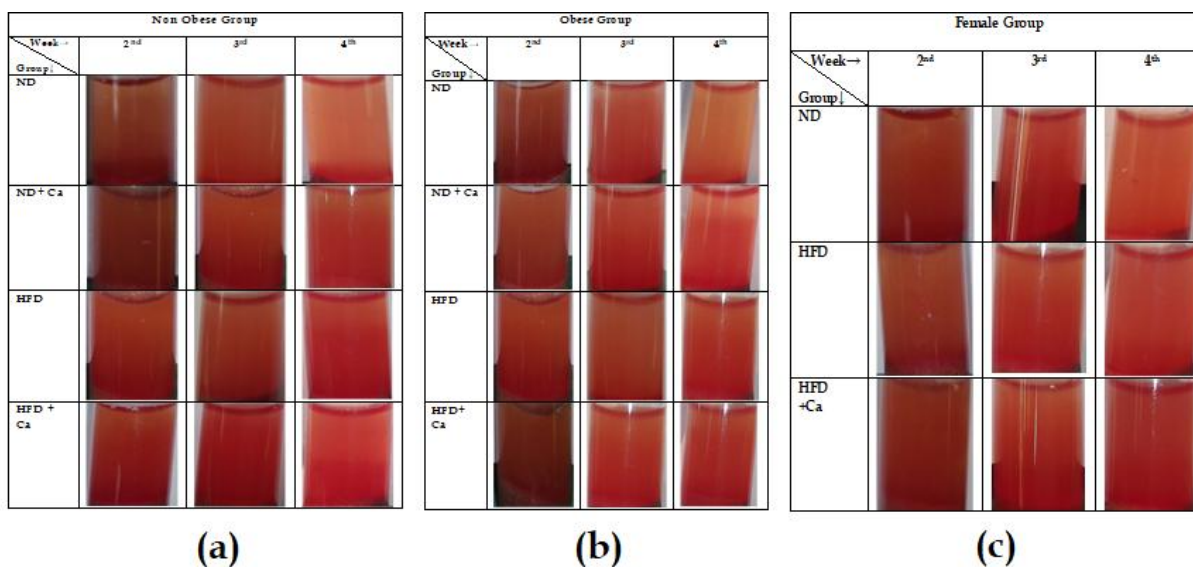 Non Obese Group
Week→
Group↓
2nd
3rd
4th
ND
ND + Ca
HFD
HFD +
Ca
(a)
Obese Group
Week→
Group↓
2nd
3rd
4th
ND
ND + Ca
HFD
HFD+
Ca
(b)
Female Group
Week→
Group↓
2nd
3rd
4th
ND
HFD
HFD
+Ca
(c)